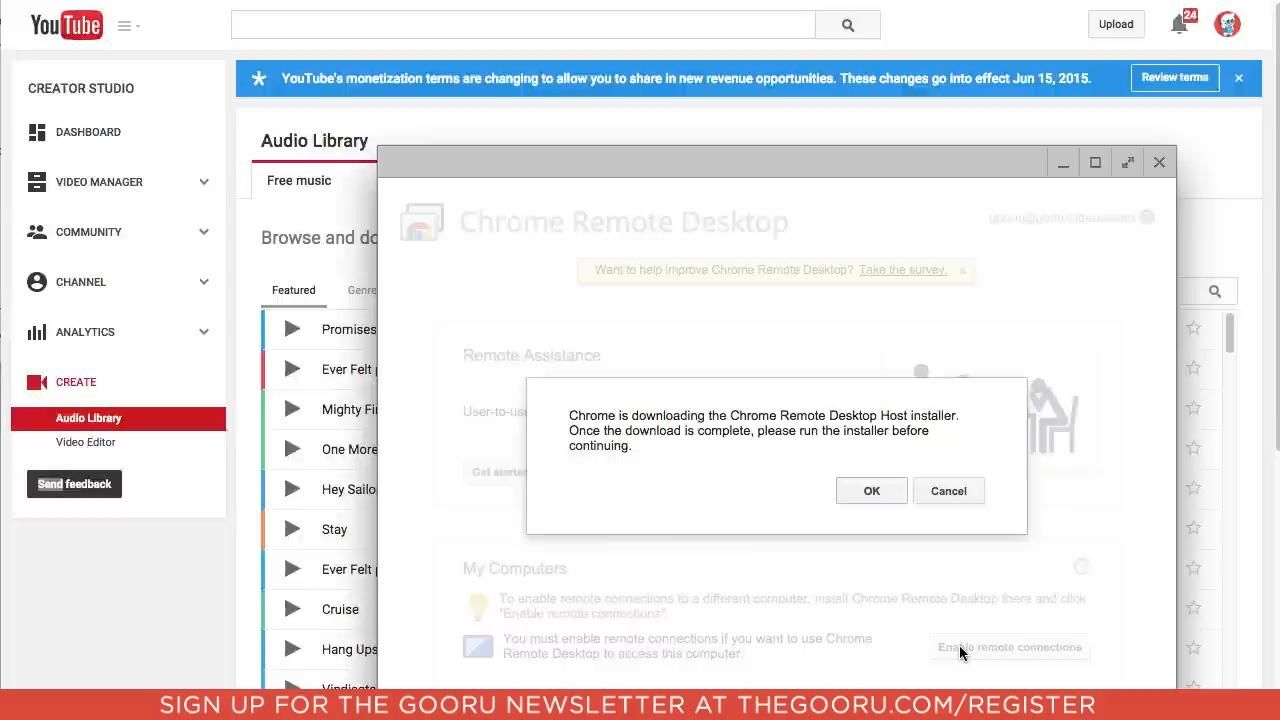 YouTube
Upload
24
CREATOR STUDIO
DASHBOARD
VIDEO MANAGER
COMMUNITY
CHANNEL
ANALYTICS
CREATE
Audio Library
Video Editor
Send feedback
YouTube's monetization terms are changing to allow you to share in new revenue opportunities. These changes go into effect Jun 15, 2015.
Review terms
Audio Library
Free music
Browse and do
Featured
Genre
Promises
Ever Felt
Mighty Fi
One More
Hey Sailo
Stay
Ever Felt
Cruise
Hang Ups
Chrome Remote Desktop
Want to help improve Chrome Remote Desktop? Take the survey.
Remote Assistance
User-to-use
Get started
Chrome is downloading the Chrome Remote Desktop Host installer.
Once the download is complete, please run the installer before
continuing.
OK
Cancel
My Computers
To enable remote connections to a different computer, install Chrome Remote Desktop there and click
"Enable remote connections".
You must enable remote connections if you want to use Chrome
Remote Desktop to access this computer.
Enable remote connections
SIGN UP FOR THE GOORU NEWSLETTER AT THEGOORU.COM/REGISTER